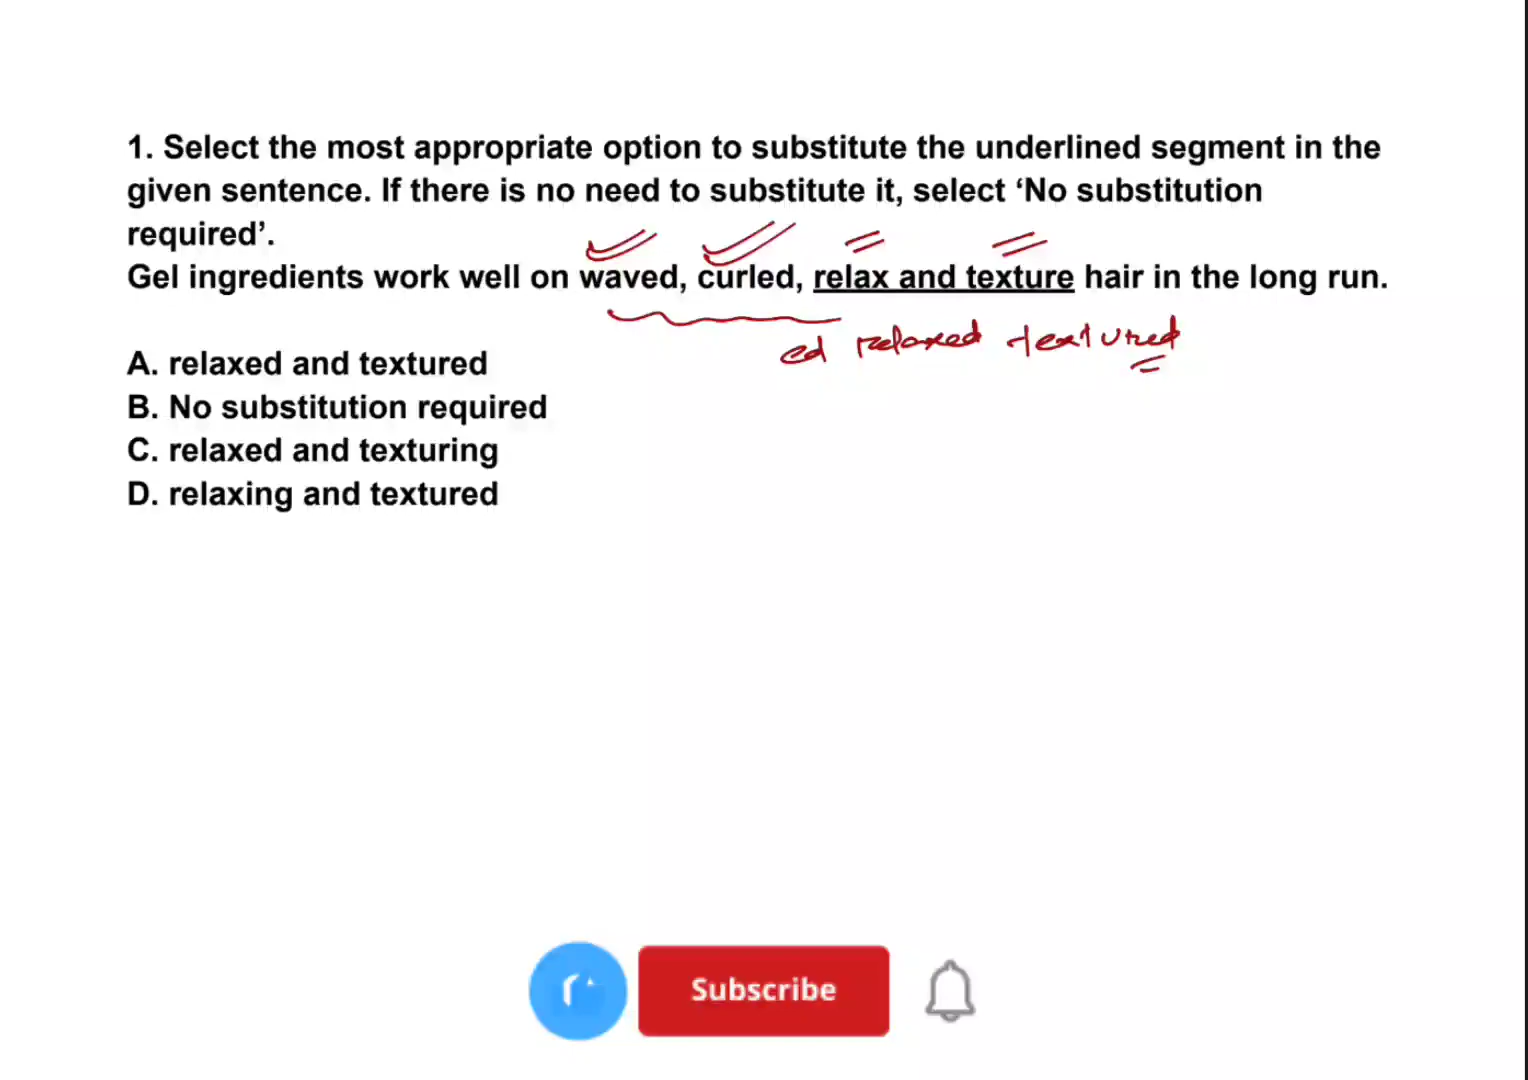 1. Select the most appropriate option to substitute the underlined segment in the
given sentence. If there is no need to substitute it, select ‘No substitution
required’.
Gel ingredients work well on waved, curled, relax and texture hair in the long run.
ed relaxed textured
A. relaxed and textured
B. No substitution required
C. relaxed and texturing
D. relaxing and textured
Subscribe